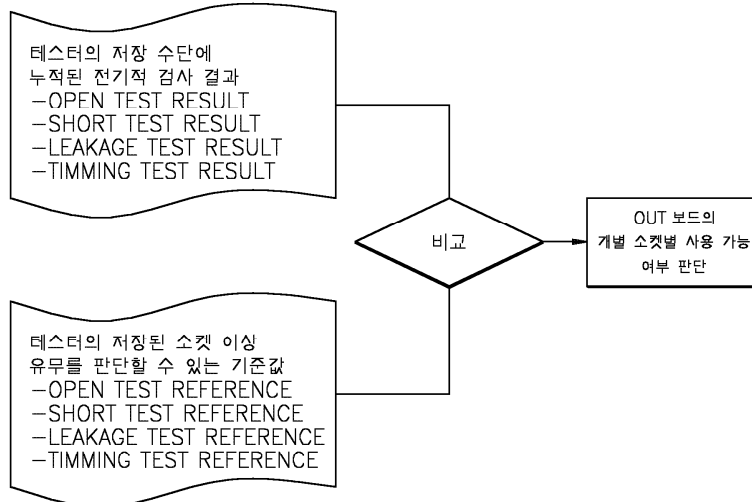 테스터의 저장 수단에
누적된 전기적 검사 결과
-OPEN TEST RESULT
-SHORT TEST RESULT
-LEAKAGE TEST RESULT
-TIMMING TEST RESULT
비교
OUT 보드의
개별 소켓별 사용 가능
여부 판단
테스터의 저장된 소켓 이상
유무를 판단할 수 있는 기준값
-OPEN TEST REFERENCE
-SHORT TEST REFERENCE
-LEAKAGE TEST REFERENCE
-TIMMING TEST REFERENCE